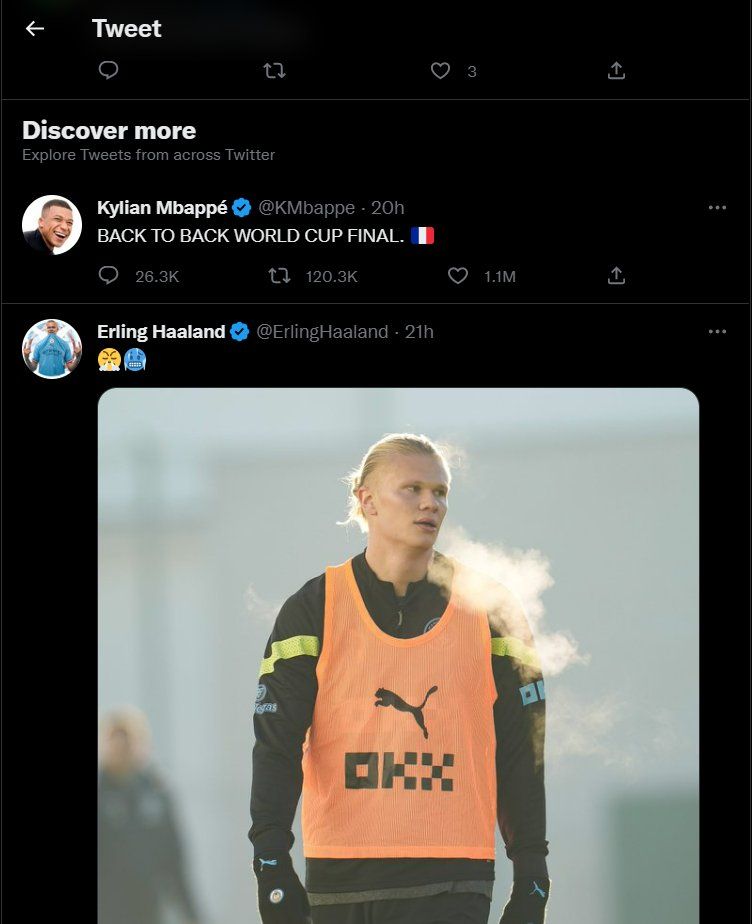 Tweet
3
Discover more
Explore Tweets from across Twitter
Kylian Mbappé @KMbappe · 20h
BACK TO BACK WORLD CUP FINAL. 🇫🇷
26.3K 120.3K 1.1M
Erling Haaland @ErlingHaaland · 21h
😤🥶
OKX